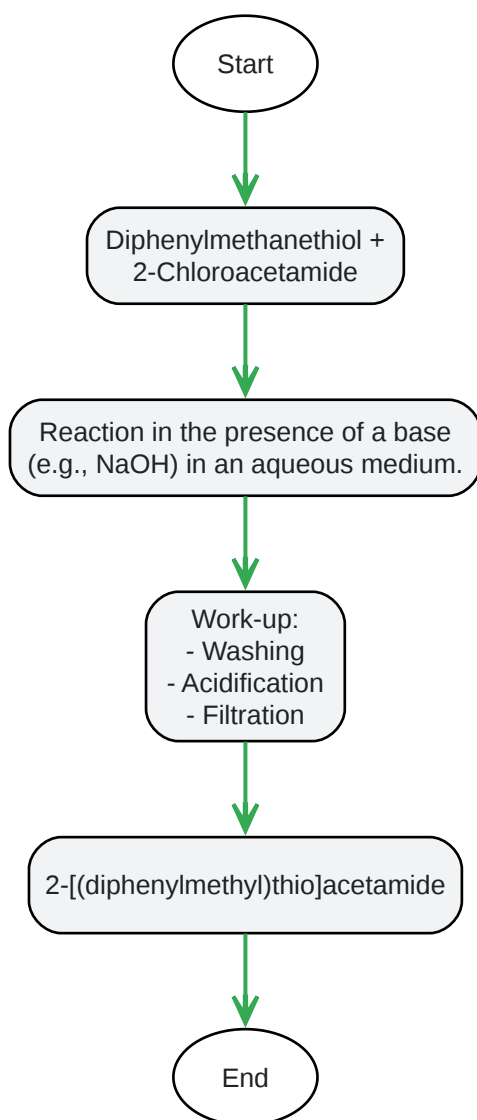 Start
Diphenylmethanethiol +
2-Chloroacetamide
Reaction in the presence of a base
(e.g., NaOH) in an aqueous medium.
Work-up:
- Washing
- Acidification
- Filtration
2-[(diphenylmethyl)thio]acetamide
End